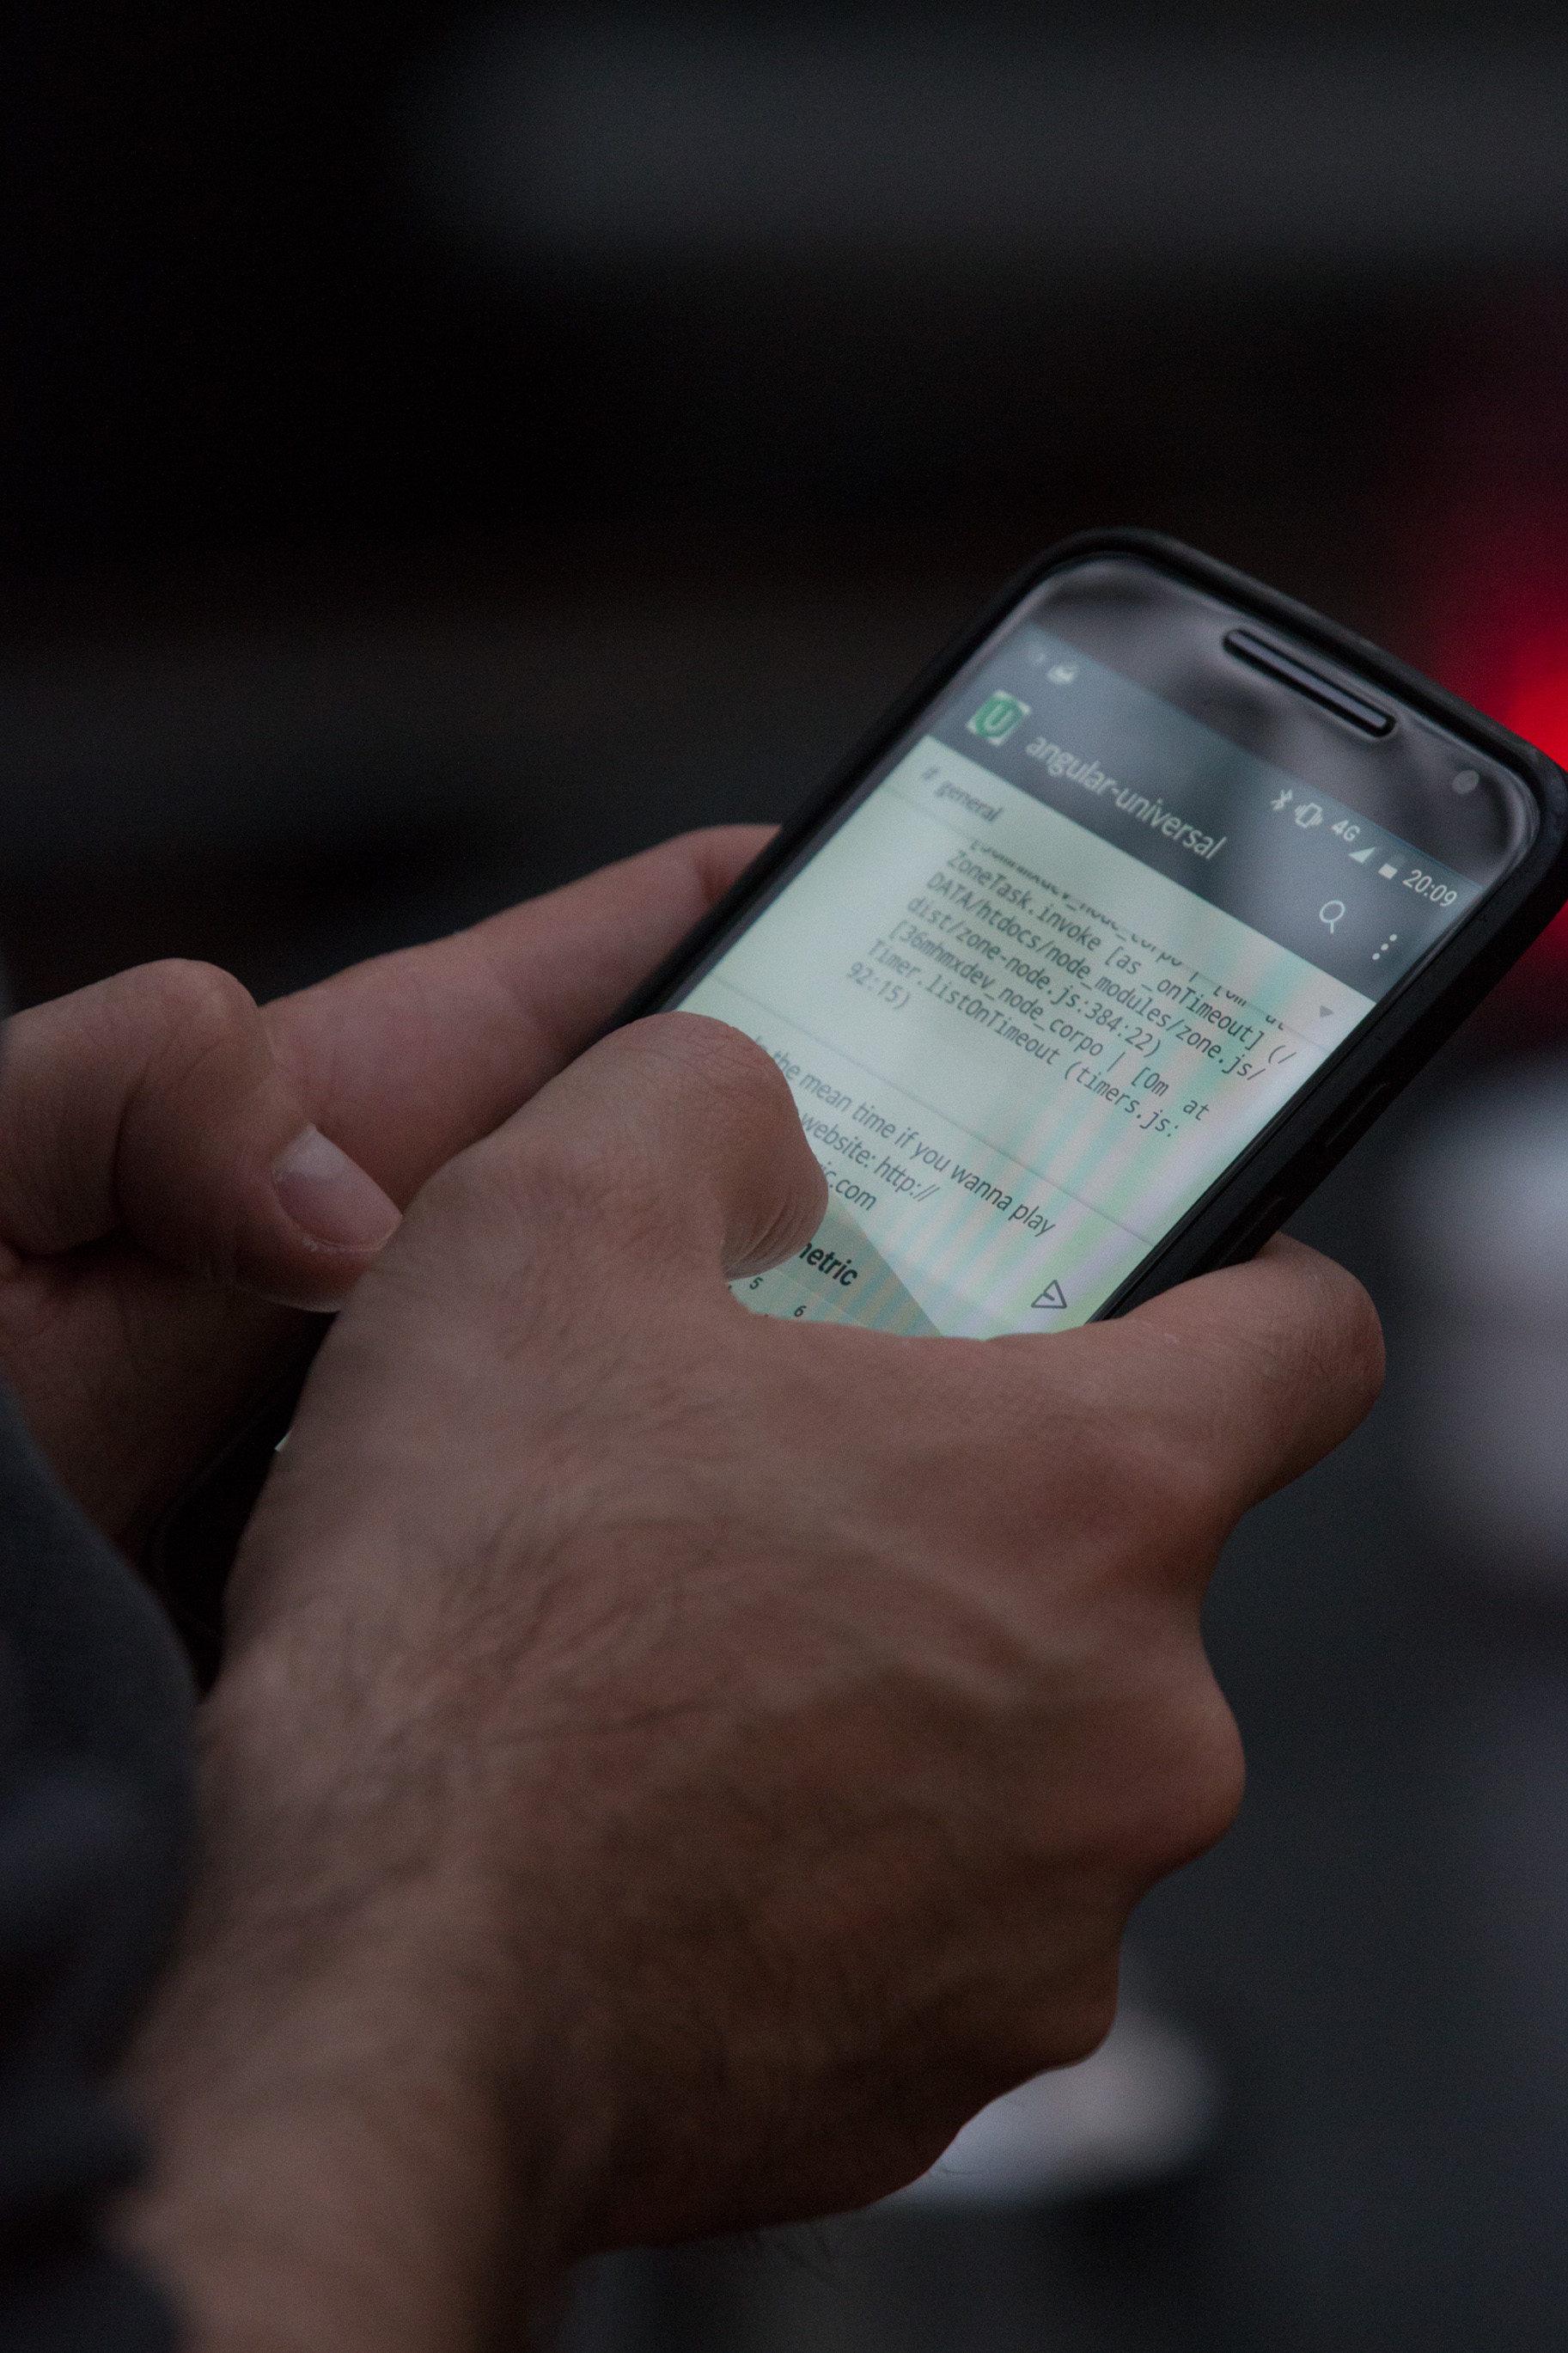 4G 20:09
U angular-universal
# general
ZoneTask.invoke [as _onTimeout] (/
DATA/htdocs/node_modules/zone.js/
dist/zone-node.js:384:22)
[36mhmxdev_node_corpo | [0m at
Timer.listOnTimeout (timers.js:
92:15)
the mean time if you wanna play
website: http://
.com
etric
5 6